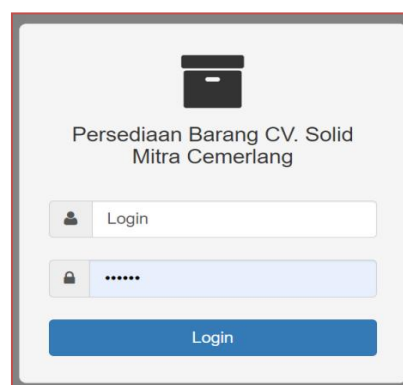 Persediaan Barang CV. Solid
Mitra Cemerlang
Login
••••••
Login